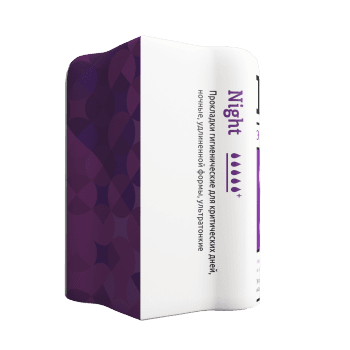 Night
Прокладки гигиенические для критических дней,
ночные, удлиненной формы, ультратонкие